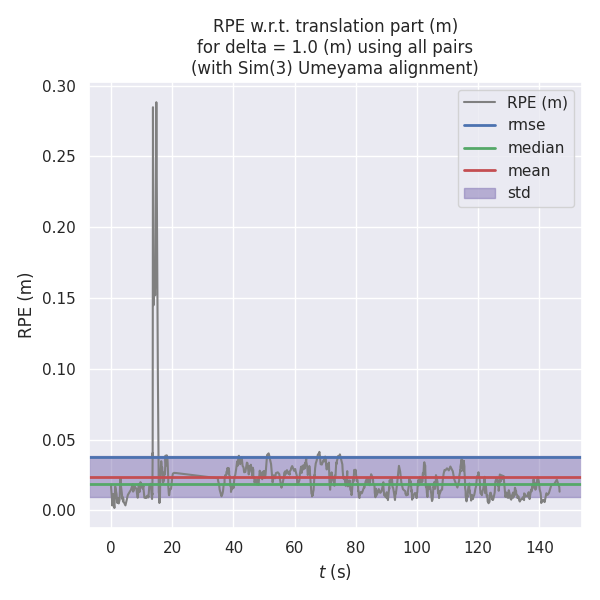 RPE w.r.t. translation part (m)
for delta = 1.0 (m) using all pairs
(with Sim(3) Umeyama alignment)
0.30
0.25
0.20
0.15
0.10
0.05
0.00
RPE (m)
RPE (m)
rmse
median
mean
std
0 20 40 60 80 100 120 140
t (s)